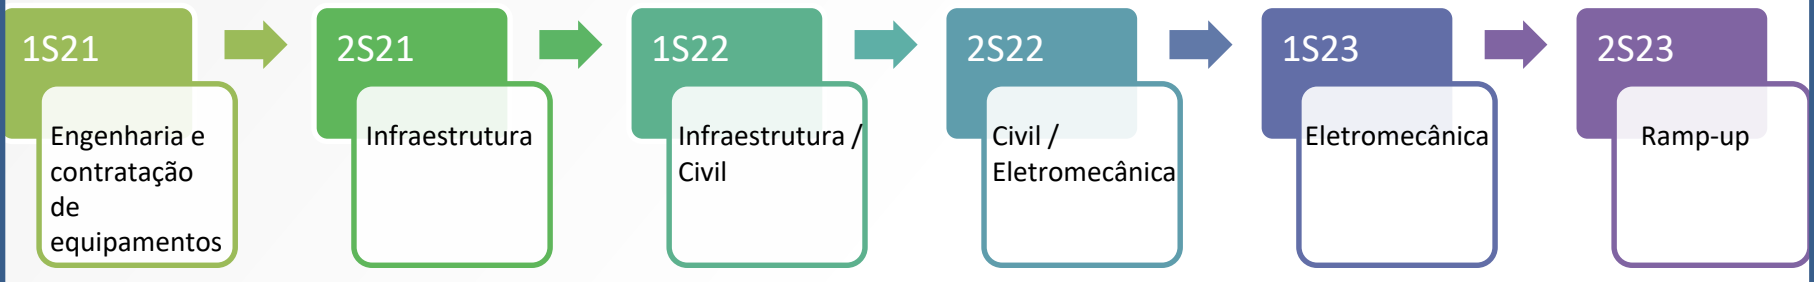 1S21
Engenharia e
contratação
de
equipamentos
2S21
Infraestrutura
1S22
Infraestrutura /
Civil
2S22
Civil /
Eletromecânica
1S23
Eletromecânica
2S23
Ramp-up